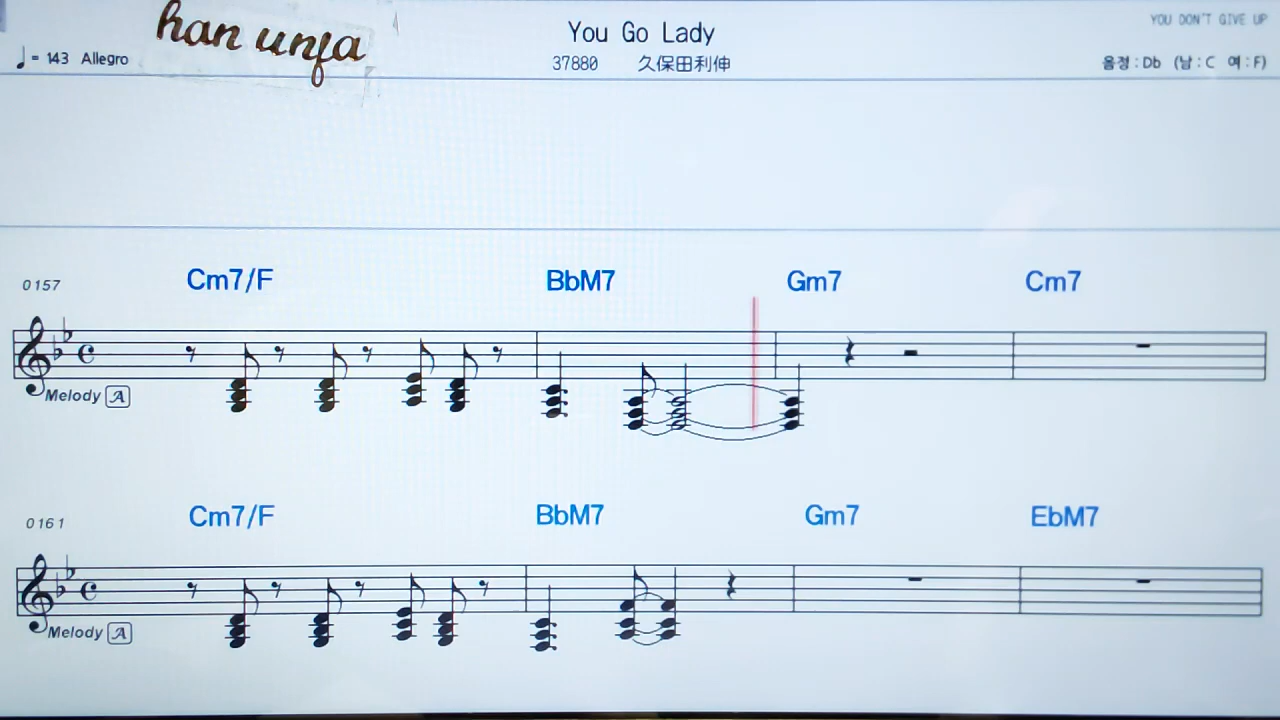 han unfa
You Go Lady
YOU DON'T GIVE UP
♩= 143 Allegro
37880 久保田利伸
음정:Db (남:C 여:F)
0157 Cm7/F BbM7 Gm7 Cm7
Melody A
0161 Cm7/F BbM7 Gm7 EbM7
Melody A